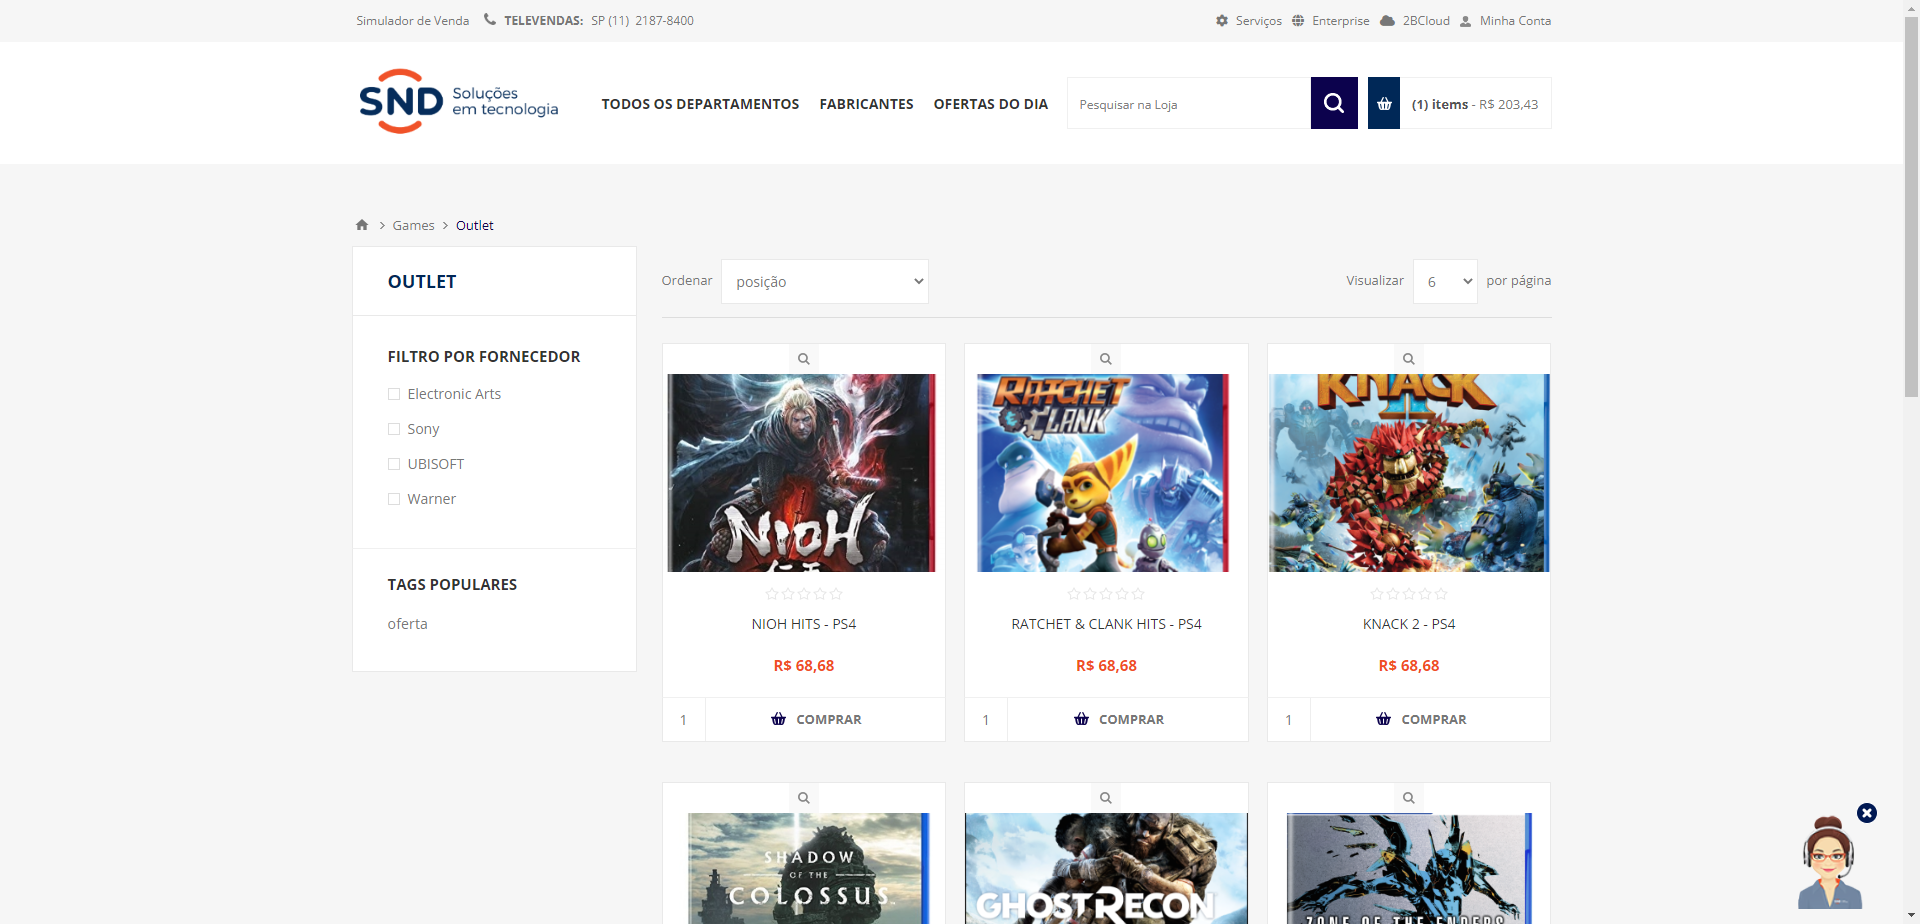 Simulador de Venda TELEVENDAS: SP (11) 2187-8400 Serviços Enterprise 2BCloud Minha Conta
SND Soluções em tecnologia
TODOS OS DEPARTAMENTOS FABRICANTES OFERTAS DO DIA Pesquisar na Loja (1) items - R$ 203,43
Games Outlet
OUTLET
FILTRO POR FORNECEDOR
Electronic Arts
Sony
UBISOFT
Warner
TAGS POPULARES
oferta
Ordenar posição Visualizar 6 por página
NIOH
RATCHET
CLANK
KNACK
II
NIOH HITS - PS4 RATCHET & CLANK HITS - PS4 KNACK 2 - PS4
R$ 68,68 R$ 68,68 R$ 68,68
1 COMPRAR 1 COMPRAR 1 COMPRAR
SHADOW
OF THE
COLOSSUS
GHOST RECON
ZONE OF THE ENDERS